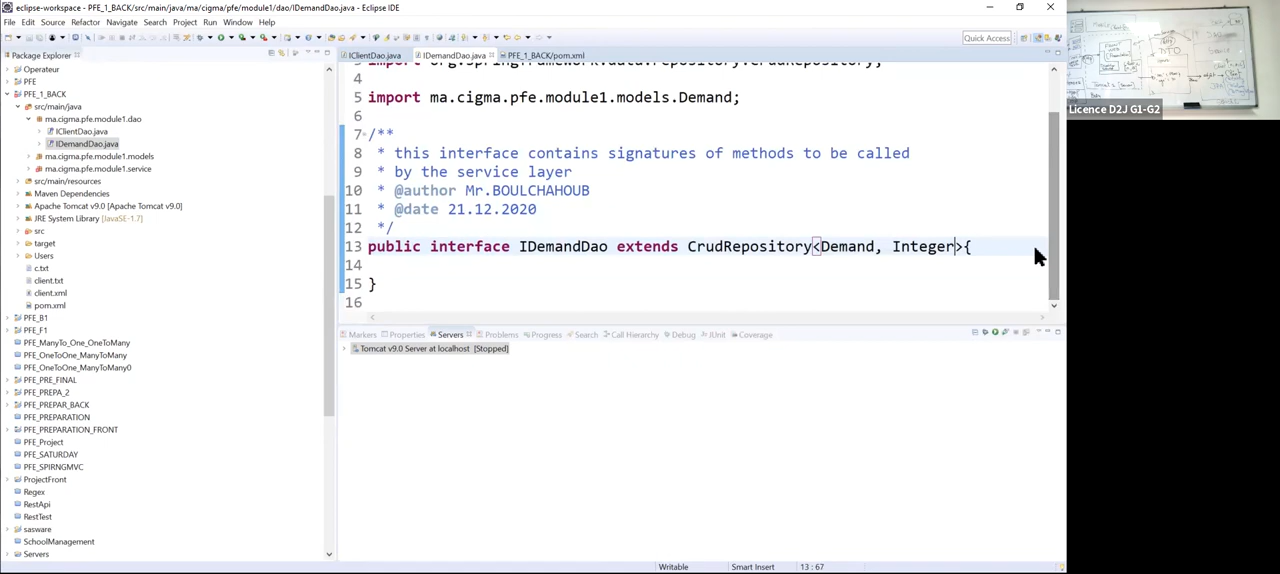 eclipse-workspace - PFE_1_BACK/src/main/java/ma/cigma/pfe/module1/dao/IDemandDao.java - Eclipse IDE
File Edit Source Refactor Navigate Search Project Run Window Help
Quick Access
Package Explorer
Operateur
PFE
PFE_1_BACK
src/main/java
ma.cigma.pfe.module1.dao
IClientDao.java
IDemandDao.java
ma.cigma.pfe.module1.models
ma.cigma.pfe.module1.service
src/main/resources
Maven Dependencies
Apache Tomcat v9.0 [Apache Tomcat v9.0]
JRE System Library [JavaSE-1.7]
src
target
Users
c.txt
client.txt
client.xml
pom.xml
PFE_B1
PFE_F1
PFE_ManyTo_One_OneToMany
PFE_OneToOne_ManyToMany
PFE_OneToOne_ManyToMany0
PFE_PRE_FINAL
PFE_PREPA_2
PFE_PREPAR_BACK
PFE_PREPARATION
PFE_PREPARATION_FRONT
PFE_Project
PFE_SATURDAY
PFE_SPIRNGMVC
ProjectFront
Regex
RestApi
RestTest
sasware
SchoolManagement
Servers
IClientDao.java IDemandDao.java PFE_1_BACK/pom.xml
3 import org.springframework.data.repository.CrudRepository;
4
5 import ma.cigma.pfe.module1.models.Demand;
6
7 /**
8 * this interface contains signatures of methods to be called
9 * by the service layer
10 * @author Mr.BOULCHAHOUB
11 * @date 21.12.2020
12 */
13 public interface IDemandDao extends CrudRepository<Demand, Integer>{
14
15 }
16
Markers Properties Servers Problems Progress Search Call Hierarchy Debug JUnit Coverage
Tomcat v9.0 Server at localhost [Stopped]
Writable Smart Insert 13 : 67
Licence D2J G1-G2